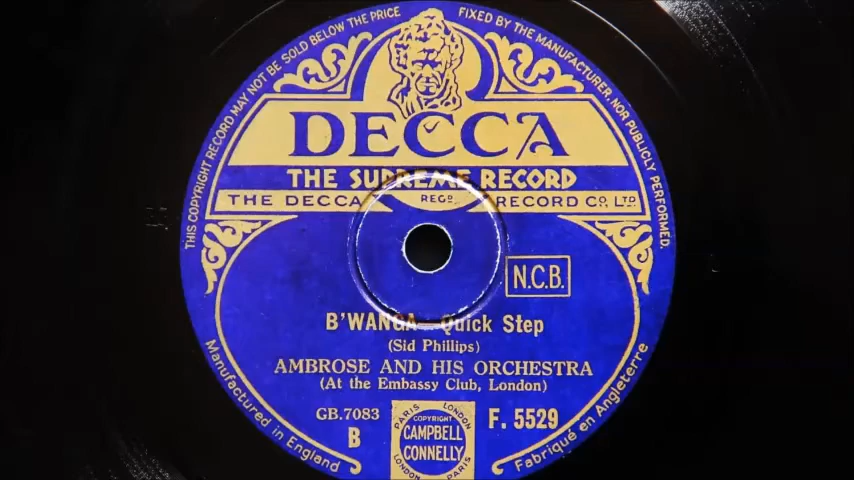 THIS COPYRIGHT RECORD MAY NOT BE SOLD BELOW THE PRICE FIXED BY THE MANUFACTURER, NOR PUBLICLY PERFORMED.
DECCA
THE SUPREME RECORD
THE DECCA REGD. RECORD CO. LTD
N.C.B.
B'WANGA Quick Step
(Sid Phillips)
AMBROSE AND HIS ORCHESTRA
(At the Embassy Club, London)
GB.7083
B
F. 5529
PARIS LONDON
COPYRIGHT
CAMPBELL
CONNELLY
LONDON PARIS
Manufactured in England
Fabriqué en Angleterre